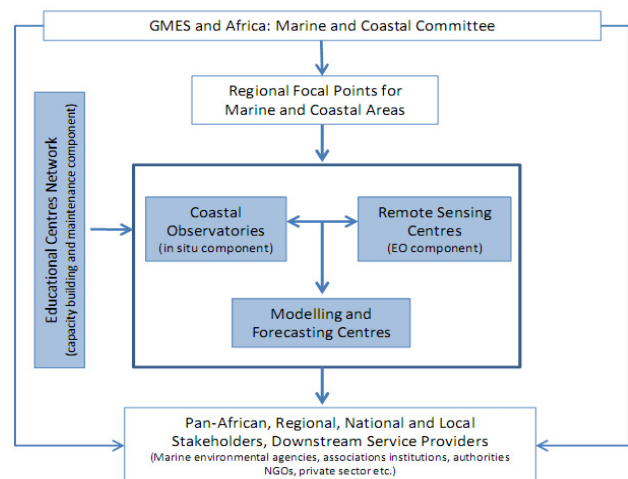 GMES and Africa: Marine and Coastal Committee
Regional Focal Points for
Marine and Coastal Areas
Educational Centres Network
(capacity building and maintenance component)
Coastal
Observatories
(in situ component)
Remote Sensing
Centres
(EO component)
Modelling and
Forecasting Centres
Pan-African, Regional, National and Local
Stakeholders, Downstream Service Providers
(Marine environmental agencies, associations institutions, authorities
NGOs, private sector etc.)